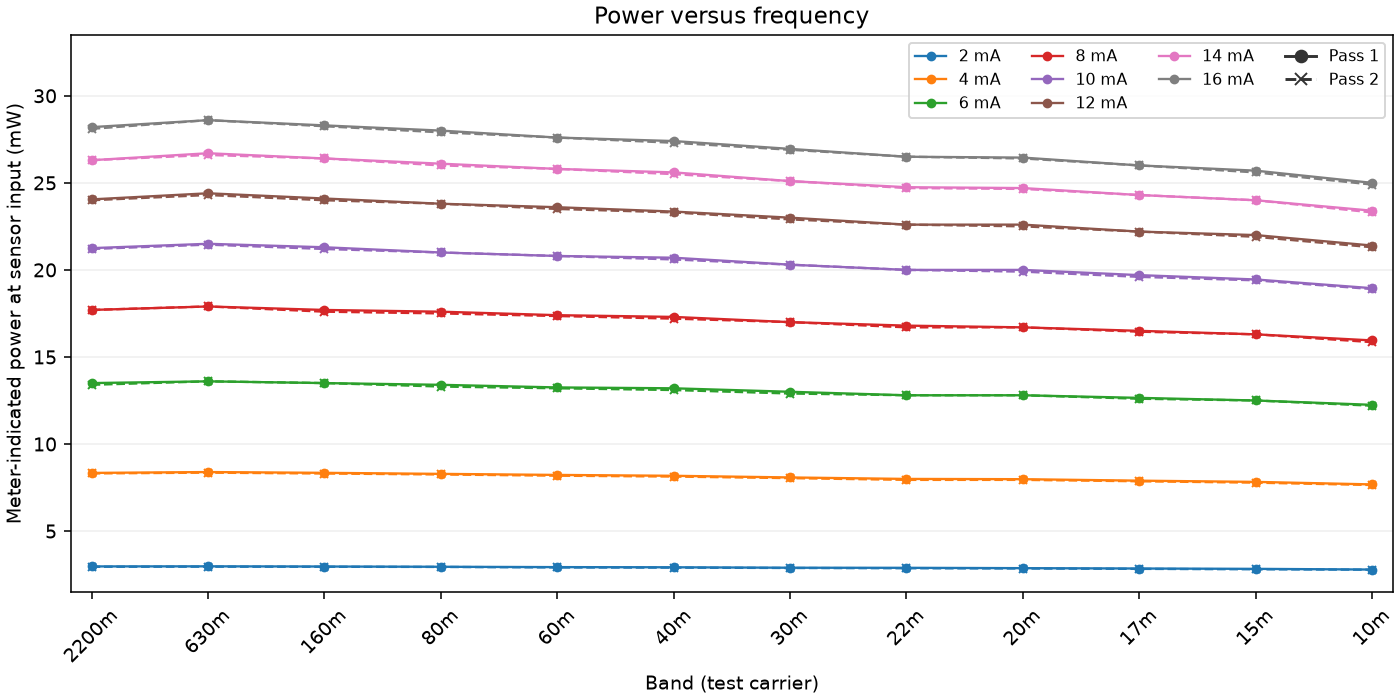 Power versus frequency
Meter-indicated power at sensor input (mW)
30
25
20
15
10
5
2 mA
4 mA
6 mA
8 mA
10 mA
12 mA
14 mA
16 mA
Pass 1
Pass 2
2200m
630m
160m
80m
60m
40m
30m
22m
20m
17m
15m
10m
Band (test carrier)